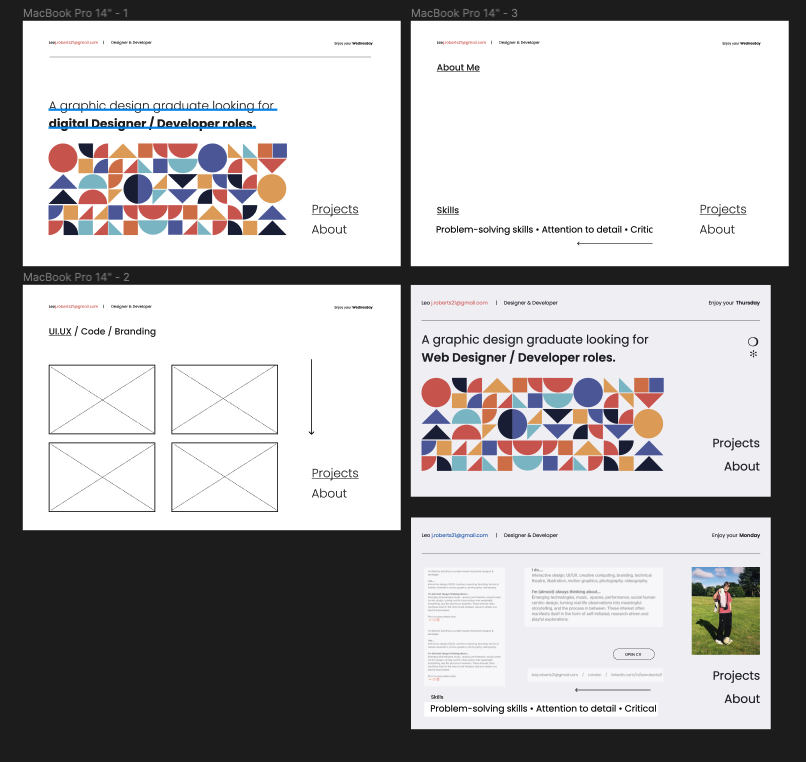 MacBook Pro 14" - 1
Leo j.roberts21@gmail.com | Designer & Developer
Enjoy your Wednesday
A graphic design graduate looking for
digital Designer / Developer roles.
Projects
About
MacBook Pro 14" - 3
Leo j.roberts21@gmail.com | Designer & Developer
Enjoy your Wednesday
About Me
Skills
Problem-solving skills • Attention to detail • Critic
Projects
About
MacBook Pro 14" - 2
Leo j.roberts21@gmail.com | Designer & Developer
Enjoy your Wednesday
UI.UX / Code / Branding
Projects
About
Leo j.roberts21@gmail.com | Designer & Developer
Enjoy your Thursday
A graphic design graduate looking for
Web Designer / Developer roles.
Projects
About
Leo j.roberts21@gmail.com | Designer & Developer
Enjoy your Monday
I do...
Interactive design: UI/UX, creative computing, branding, technical
theatre, illustration, motion graphics, photography, videography.
I'm (almost) always thinking about...
Emerging technologies, music, spaces, performance, social human
centric design, turning real life observations into meaningful
storytelling, and the process in between. These interest often
manifests itself in the form of self-initiated, research-driven and
playful explorations.
OPEN CV
Projects
About
Skills
Problem-solving skills • Attention to detail • Critical